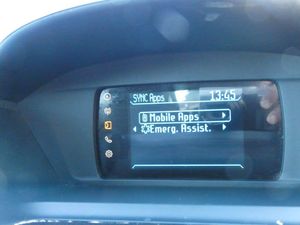 SYNC Apps 13:45
Mobile Apps
Emerg. Assist.